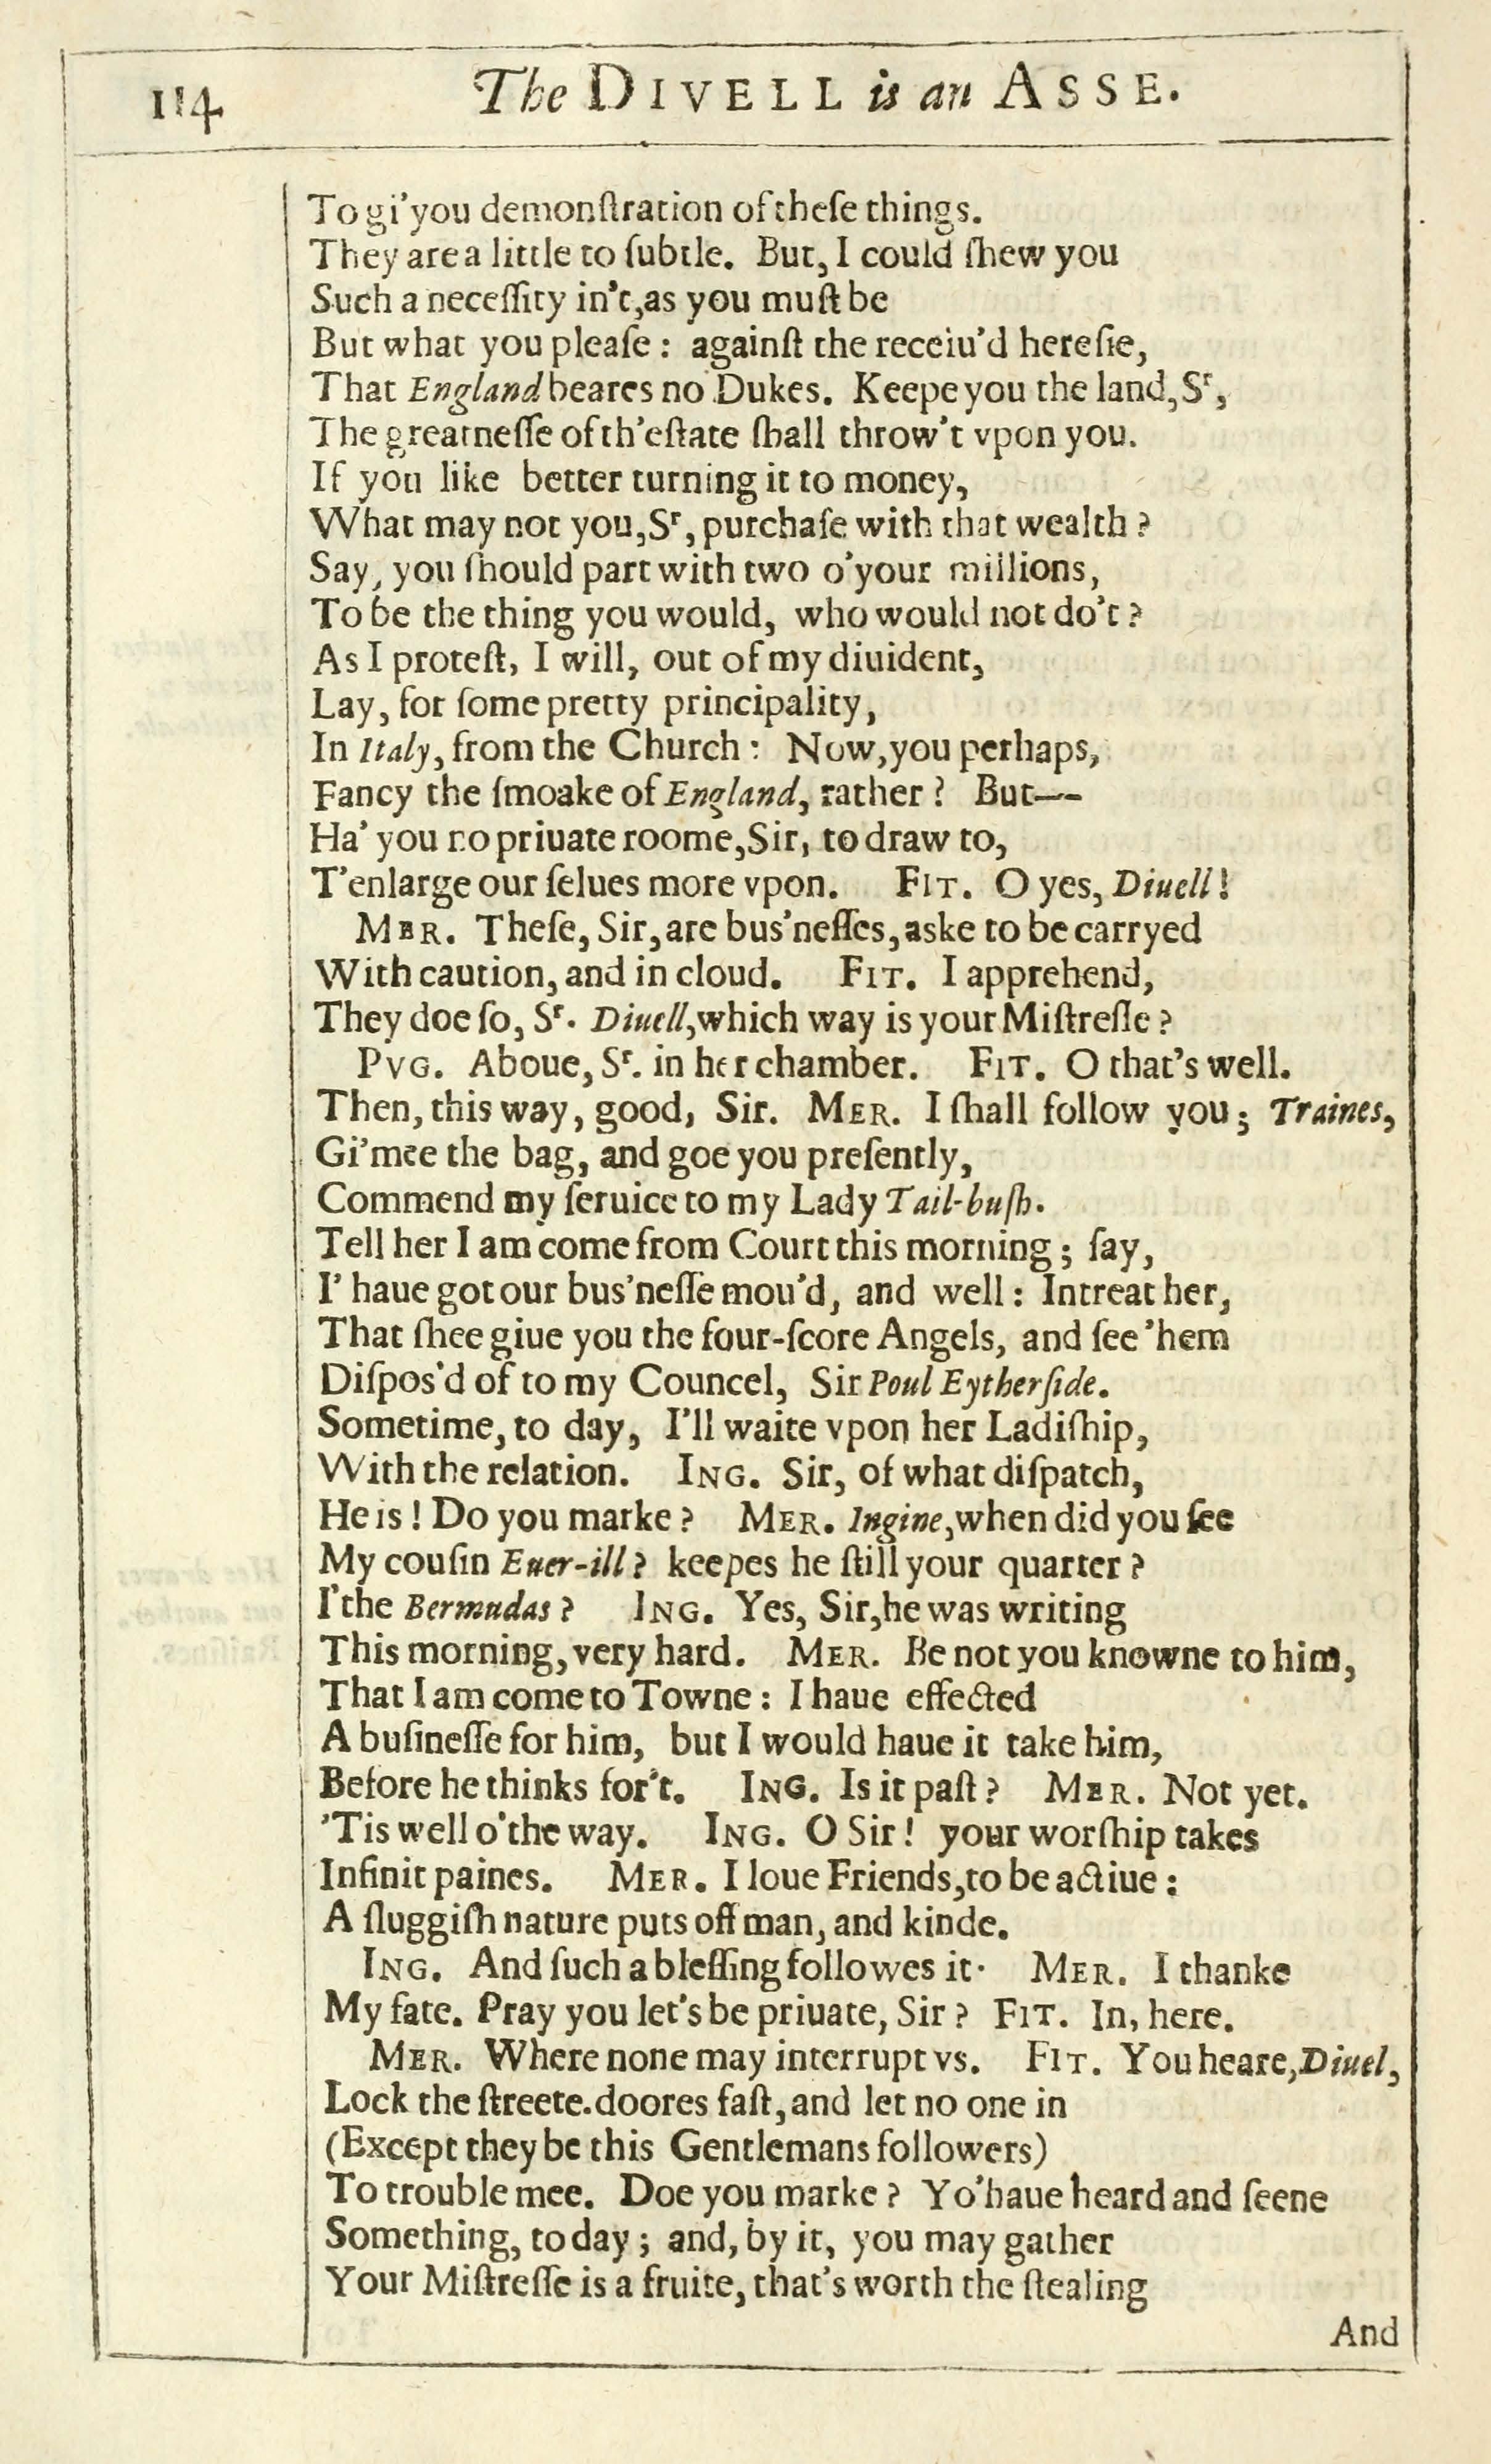 114 The DIVELL is an ASSE.
To gi'you demonſtration of theſe things.
They are a little to ſubtle. But, I could ſhew you
Such a neceſſity in't,as you muſt be
But what you pleaſe : againſt the receiu'd hereſie,
That England beares no Dukes. Keepe you the land,Sʳ,
The greatneſſe of th'eſtate ſhall throw't vpon you.
If you like better turning it to money,
What may not you,Sʳ, purchaſe with that wealth ?
Say, you ſhould part with two o'your millions,
To be the thing you would, who would not do't ?
As I proteſt, I will, out of my diuident,
Lay, for ſome pretty principality,
In Italy, from the Church : Now,you perhaps,
Fancy the ſmoake of England, rather ? But—-
Ha' you no priuate roome,Sir, to draw to,
T'enlarge our ſelues more vpon. FIT. O yes, Diuell !
MER. Theſe, Sir,are bus'neſſes,aske to be carryed
With caution, and in cloud. FIT. I apprehend,
They doe ſo, Sʳ. Diuell,which way is your Miſtreſſe ?
PVG. Aboue, Sʳ. in her chamber. FIT. O that's well.
Then, this way, good, Sir. MER. I ſhall follow you ; Traines,
Gi'mee the bag, and goe you preſently,
Commend my ſeruice to my Lady Tail-buſh.
Tell her I am come from Court this morning ; ſay,
I' haue got our bus'neſſe mou'd, and well : Intreat her,
That ſhee giue you the four-ſcore Angels, and ſee 'hem
Diſpos'd of to my Councel, Sir Poul Eytherſide.
Sometime, to day, I'll waite vpon her Ladiſhip,
With the relation. ING. Sir, of what diſpatch,
He is ! Do you marke ? MER. Ingine,when did you ſee
My couſin Euer-ill ? keepes he ſtill your quarter ?
I'the Bermudas ? ING. Yes, Sir,he was writing
This morning, very hard. MER. Be not you knowne to him,
That I am come to Towne : I haue effected
A buſineſſe for him, but I would haue it take him,
Before he thinks for't. ING. Is it paſt ? MER. Not yet.
'Tis well o'the way. ING. O Sir ! your worſhip takes
Infinit paines. MER. I loue Friends,to be actiue :
A ſluggiſh nature puts off man, and kinde.
ING. And ſuch a bleſſing followes it. MER. I thanke
My fate. Pray you let's be priuate, Sir ? FIT. In, here.
MER. Where none may interrupt vs. FIT. You heare,Diuel,
Lock the ſtreete.doores faſt,and let no one in
(Except they be this Gentlemans followers)
To trouble mee. Doe you marke ? Yo'haue heard and ſeene
Something, to day ; and, by it, you may gather
Your Miſtreſſe is a fruite, that's worth the ſtealing
And